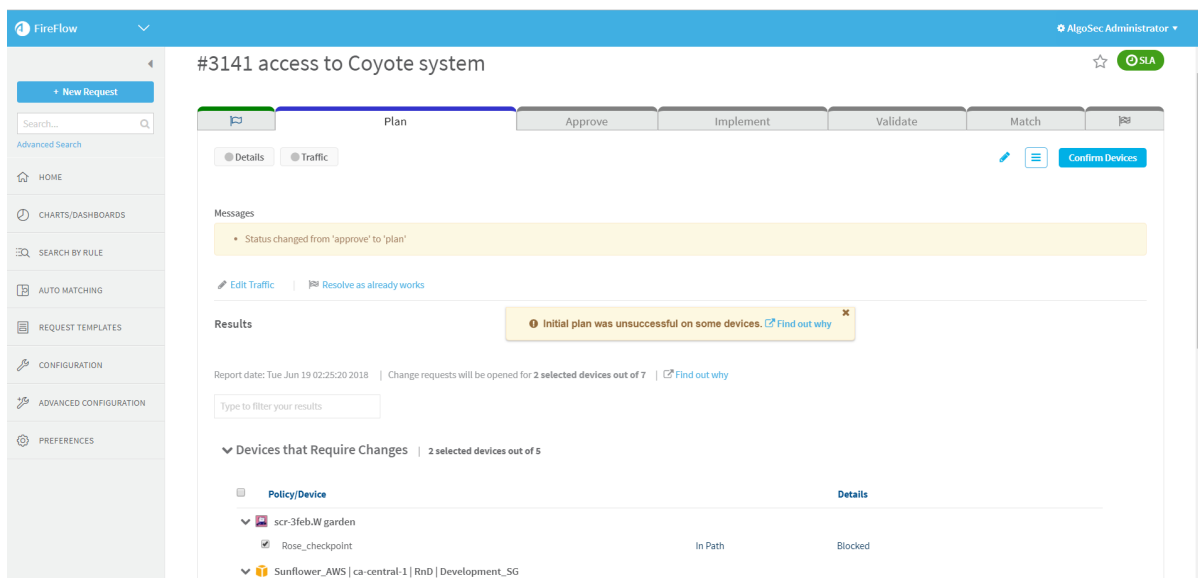 FireFlow
AlgoSec Administrator
#3141 access to Coyote system
SLA
+ New Request
Search...
Advanced Search
HOME
CHARTS/DASHBOARDS
SEARCH BY RULE
AUTO MATCHING
REQUEST TEMPLATES
CONFIGURATION
ADVANCED CONFIGURATION
PREFERENCES
Plan Approve Implement Validate Match
Details Traffic Confirm Devices
Messages
• Status changed from 'approve' to 'plan'
Edit Traffic | Resolve as already works
Results
Initial plan was unsuccessful on some devices. Find out why
Report date: Tue Jun 19 02:25:20 2018 | Change requests will be opened for 2 selected devices out of 7 | Find out why
Type to filter your results
Devices that Require Changes | 2 selected devices out of 5
Policy/Device Details
scr-3feb.W garden
Rose_checkpoint In Path Blocked
Sunflower_AWS | ca-central-1 | RnD | Development_SG